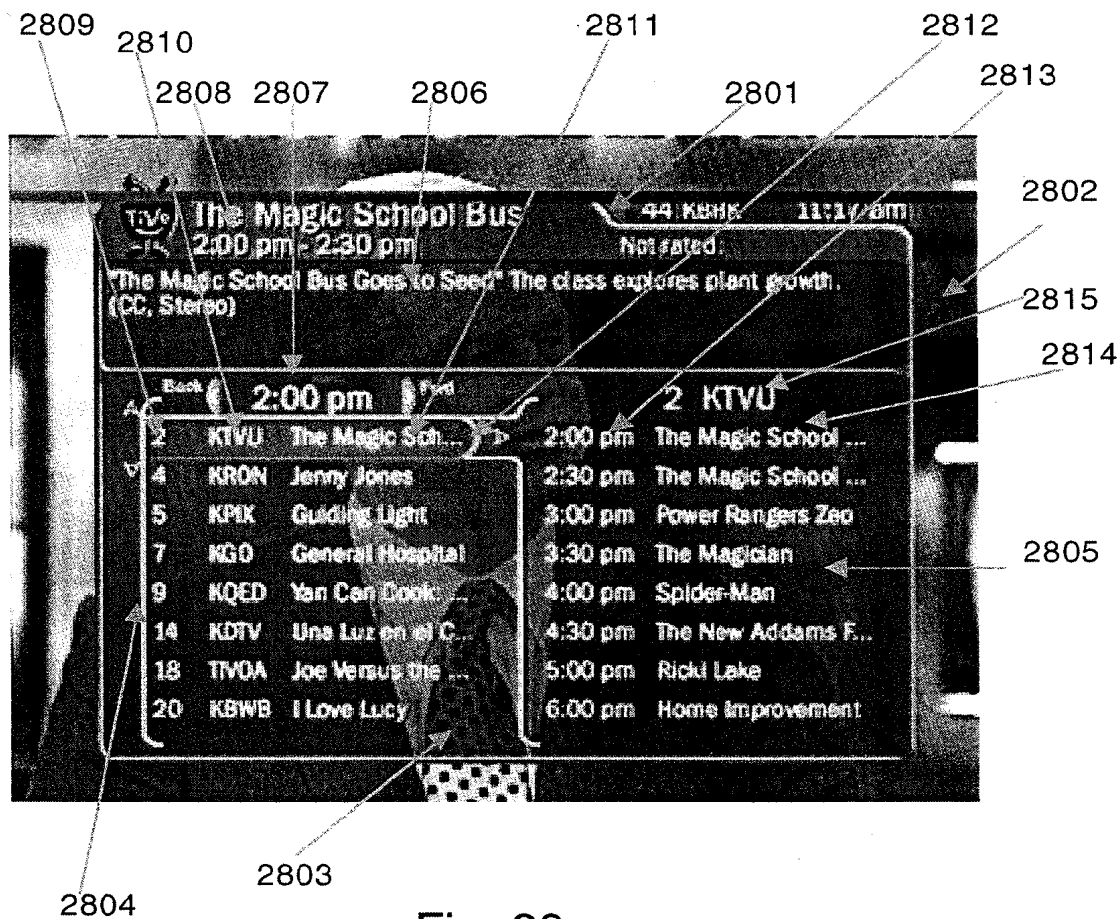 2809 2810 2811 2812
2813
2808 2807 2806 2801
2802
TiVo The Magic School Bus 44 KBHK 11:17 am
2:00 pm - 2:30 pm Not rated
"The Magic School Bus Goes to Seed" The class explores plant growth.
(CC, Stereo)
2815
2814
Back 2:00 pm Fwd 2 KTVU
2 KTVU The Magic Sch... 2:00 pm The Magic School ...
4 KRON Jenny Jones 2:30 pm The Magic School ...
5 KPIX Guiding Light 3:00 pm Power Rangers Zeo
7 KGO General Hospital 3:30 pm The Magician
2805
9 KQED Yan Can Cook: ... 4:00 pm Spider-Man
14 KDTV Una Luz en el C... 4:30 pm The New Addams F...
18 TIVOA Joe Versus the ... 5:00 pm Ricki Lake
20 KBWB I Love Lucy 6:00 pm Home Improvement
2803
2804